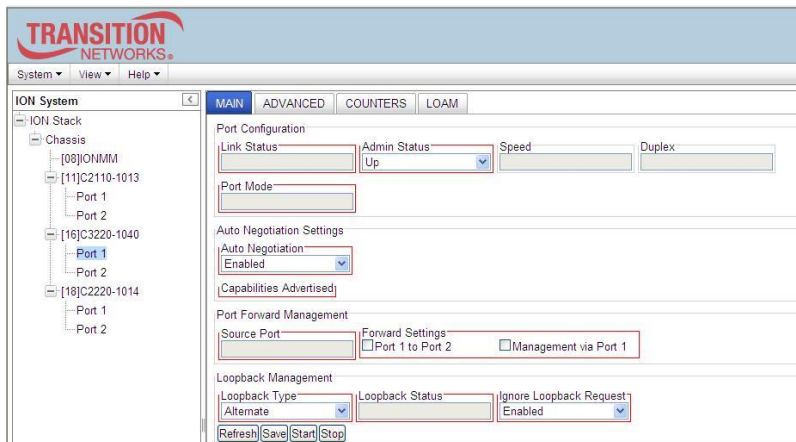 TRANSITION
NETWORKS®
System View Help
ION System
ION Stack
Chassis
[08]IONMM
[11]C2110-1013
Port 1
Port 2
[16]C3220-1040
Port 1
Port 2
[18]C2220-1014
Port 1
Port 2
MAIN ADVANCED COUNTERS LOAM
Port Configuration
Link Status Admin Status Speed Duplex
Up
Port Mode
Auto Negotiation Settings
Auto Negotiation
Enabled
Capabilities Advertised
Port Forward Management
Source Port Forward Settings
Port 1 to Port 2 Management via Port 1
Loopback Management
Loopback Type Loopback Status Ignore Loopback Request
Alternate Enabled
Refresh Save Start Stop